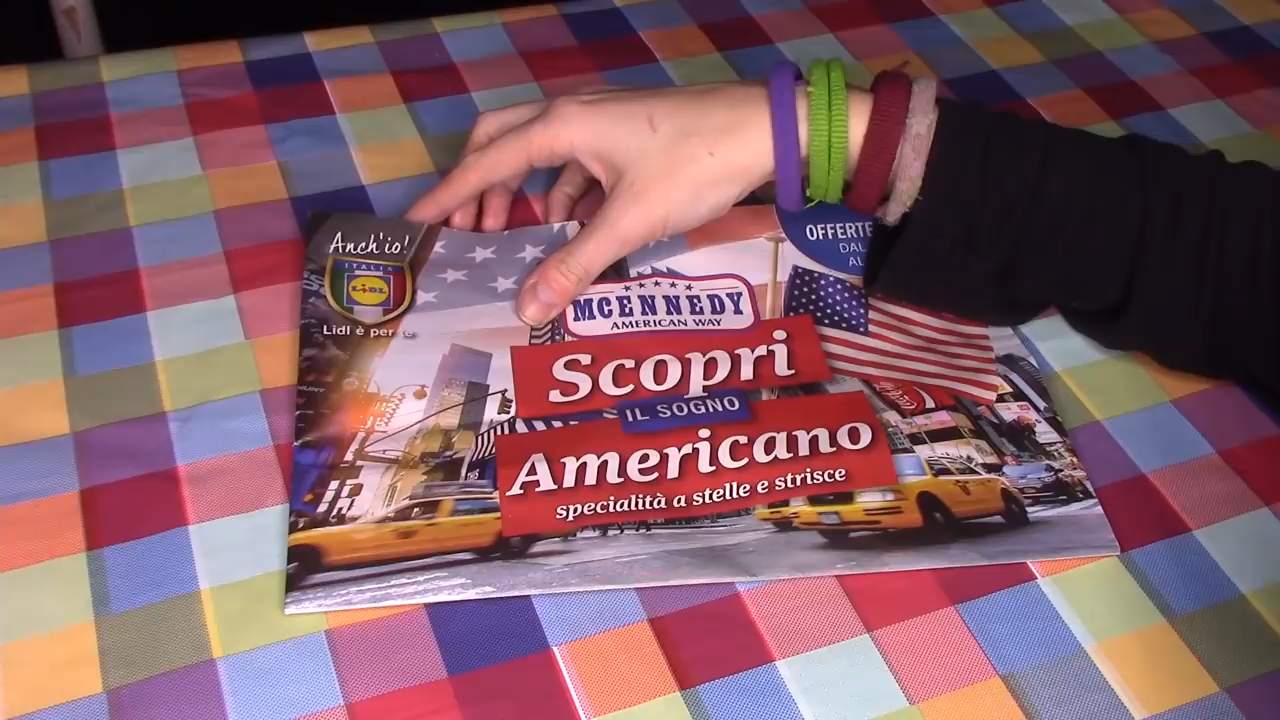 Anch'io!
ITALIA
LIDL
Lidl è per
OFFERTE
DAL
AL
MCENNEDY
AMERICAN WAY
Scopri
IL SOGNO
Americano
specialità a stelle e strisce